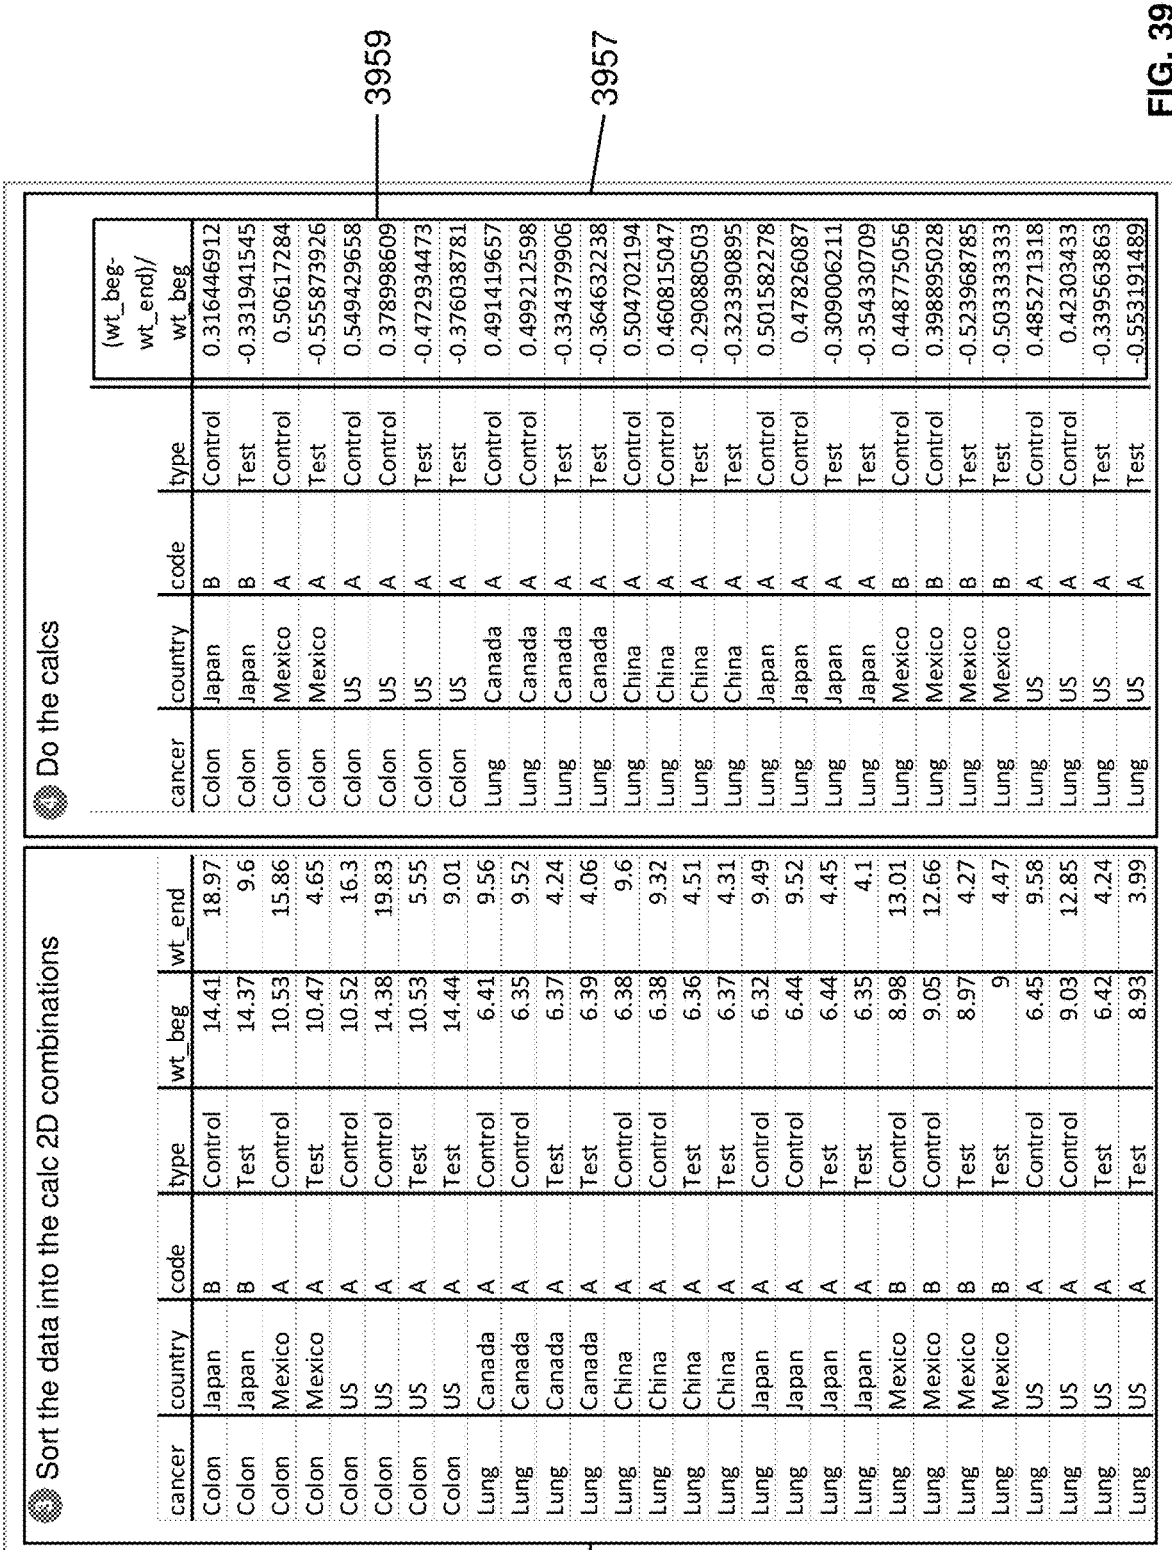 Sort the data into the calc 2D combinations
cancer country code type wt_beg wt_end
Colon Japan B Control 14.41 18.97
Colon Japan B Test 14.37 9.6
Colon Mexico A Control 10.53 15.86
Colon Mexico A Test 10.47 4.65
Colon US A Control 10.52 16.3
Colon US A Control 14.38 19.83
Colon US A Test 10.53 5.55
Colon US A Test 14.44 9.01
Lung Canada A Control 6.41 9.56
Lung Canada A Control 6.35 9.52
Lung Canada A Test 6.37 4.24
Lung Canada A Test 6.39 4.06
Lung China A Control 6.38 9.6
Lung China A Control 6.38 9.32
Lung China A Test 6.36 4.51
Lung China A Test 6.37 4.31
Lung Japan A Control 6.32 9.49
Lung Japan A Control 6.44 9.52
Lung Japan A Test 6.44 4.45
Lung Japan A Test 6.35 4.1
Lung Mexico B Control 8.98 13.01
Lung Mexico B Control 9.05 12.66
Lung Mexico B Test 8.97 4.27
Lung Mexico B Test 9 4.47
Lung US A Control 6.45 9.58
Lung US A Control 9.03 12.85
Lung US A Test 6.42 4.24
Lung US A Test 8.93 3.99
Do the calcs
(wt_beg-
wt_end)/
cancer country code type wt_beg
Colon Japan B Control 0.316446912
Colon Japan B Test -0.331941545
Colon Mexico A Control 0.50617284
Colon Mexico A Test -0.555873926
Colon US A Control 0.549429658
Colon US A Control 0.378998609
Colon US A Test -0.472934473
Colon US A Test -0.376038781
Lung Canada A Control 0.491419657
Lung Canada A Control 0.499212598
Lung Canada A Test -0.334379906
Lung Canada A Test -0.364632238
Lung China A Control 0.504702194
Lung China A Control 0.460815047
Lung China A Test -0.290880503
Lung China A Test -0.323390895
Lung Japan A Control 0.501582278
Lung Japan A Control 0.47826087
Lung Japan A Test -0.309006211
Lung Japan A Test -0.354330709
Lung Mexico B Control 0.448775056
Lung Mexico B Control 0.398895028
Lung Mexico B Test -0.523968785
Lung Mexico B Test -0.503333333
Lung US A Control 0.485271318
Lung US A Control 0.42303433
Lung US A Test -0.339563863
Lung US A Test -0.553191489
3959
3957
FIG. 39